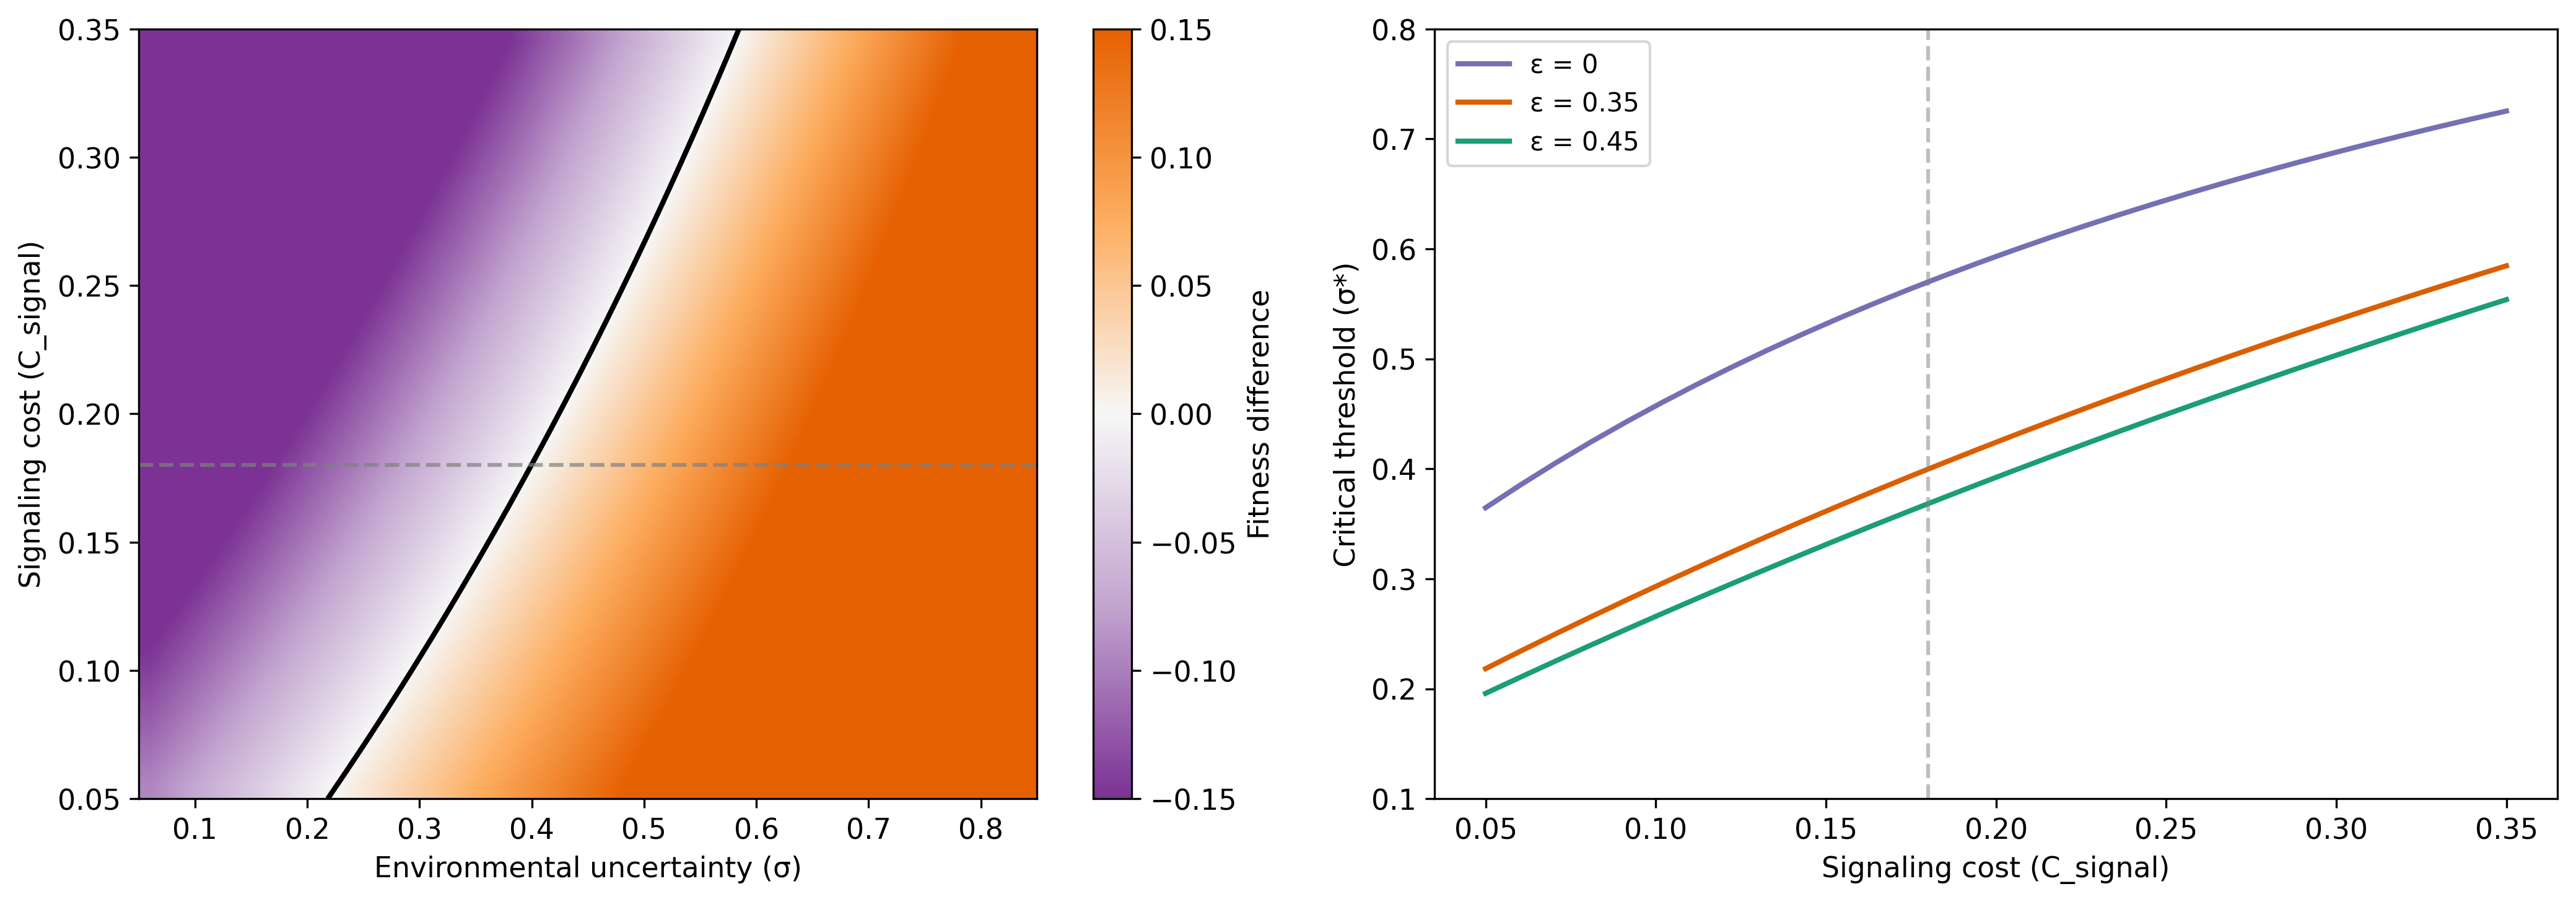 0.35
0.30
0.25
0.20
0.15
0.10
0.05
Signaling cost (C_signal)
0.1 0.2 0.3 0.4 0.5 0.6 0.7 0.8
Environmental uncertainty (σ)
0.15
0.10
0.05
0.00
−0.05
−0.10
−0.15
Fitness difference
0.8
0.7
0.6
0.5
0.4
0.3
0.2
0.1
Critical threshold (σ*)
ε = 0
ε = 0.35
ε = 0.45
0.05 0.10 0.15 0.20 0.25 0.30 0.35
Signaling cost (C_signal)